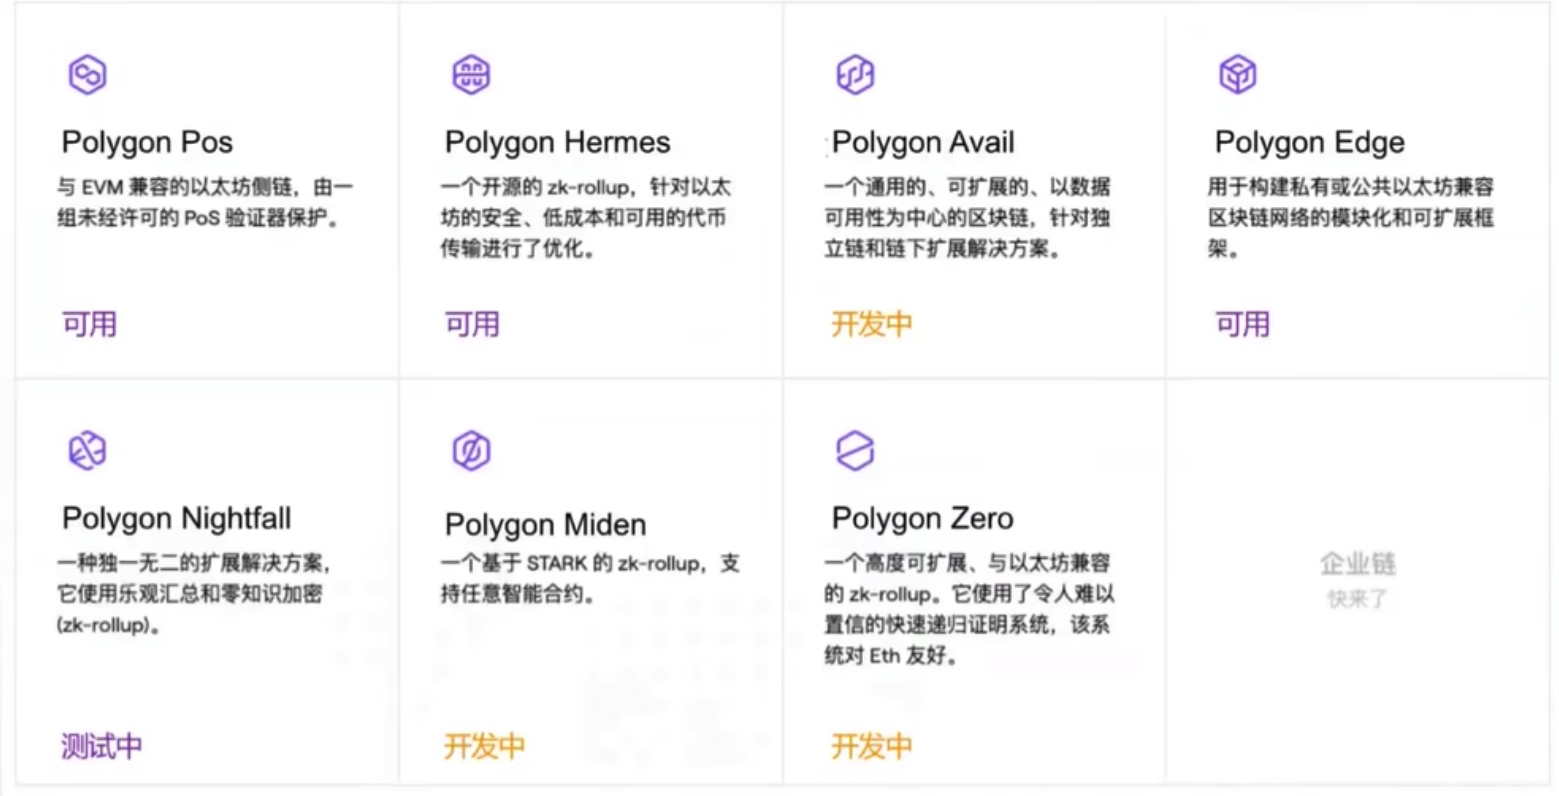 Polygon Pos
与 EVM 兼容的以太坊侧链，由一
组未经许可的 PoS 验证器保护。
可用
Polygon Hermes
一个开源的 zk-rollup，针对以太
坊的安全、低成本和可用的代币
传输进行了优化。
可用
Polygon Avail
一个通用的、可扩展的、以数据
可用性为中心的区块链，针对独
立链和链下扩展解决方案。
开发中
Polygon Edge
用于构建私有或公共以太坊兼容
区块链网络的模块化和可扩展框
架。
可用
Polygon Nightfall
一种独一无二的扩展解决方案，
它使用乐观汇总和零知识加密
(zk-rollup)。
测试中
Polygon Miden
一个基于 STARK 的 zk-rollup，支
持任意智能合约。
开发中
Polygon Zero
一个高度可扩展、与以太坊兼容
的 zk-rollup。它使用了令人难以
置信的快速递归证明系统，该系
统对 Eth 友好。
开发中
企业链
快来了